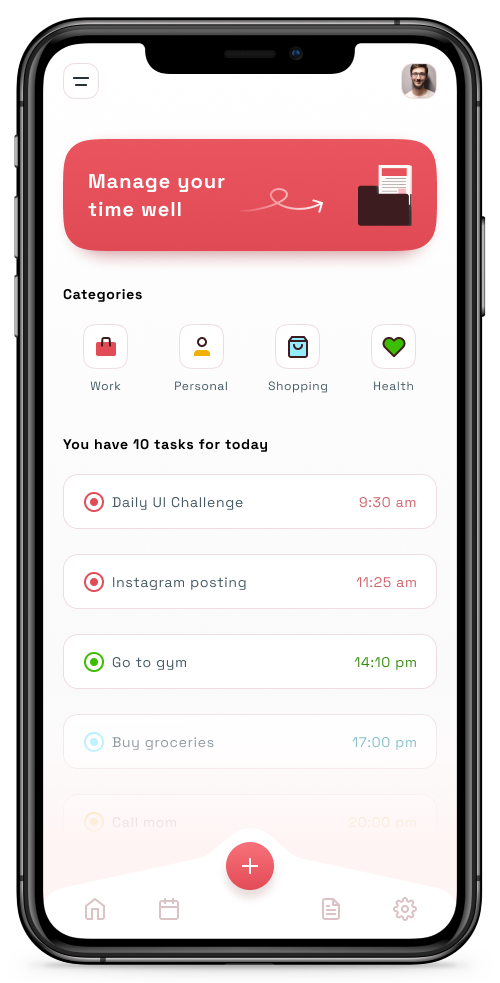 Manage your
time well
Categories
Work
Personal
Shopping
Health
You have 10 tasks for today
Daily UI Challenge
9:30 am
Instagram posting
11:25 am
Go to gym
14:10 pm
Buy groceries
17:00 pm
Call mom
20:00 pm